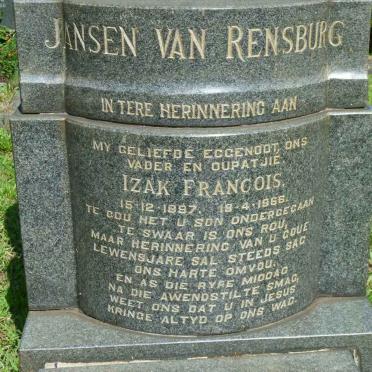 JANSEN VAN RENSBURG
IN TERE HERINNERING AAN
MY GELIEFDE EGGENOOT, ONS
VADER EN OUPATJIE
IZAK FRANCOIS.
15-12-1887. 18-4-1966.
TE GOU HET U SON ONDERGEGAAN
TE SWAAR IS ONS ROU,
MAAR HERINNERING VAN U GOUE
LEWENSJARE SAL STEEDS SAG
ONS HARTE OMVOU,
EN AS DIE RYPE MIDDAG
NA DIE AWENDSTILTE SMAG,
WEET ONS DAT U IN JESUS
KRINGE ALTYD OP ONS WAG.